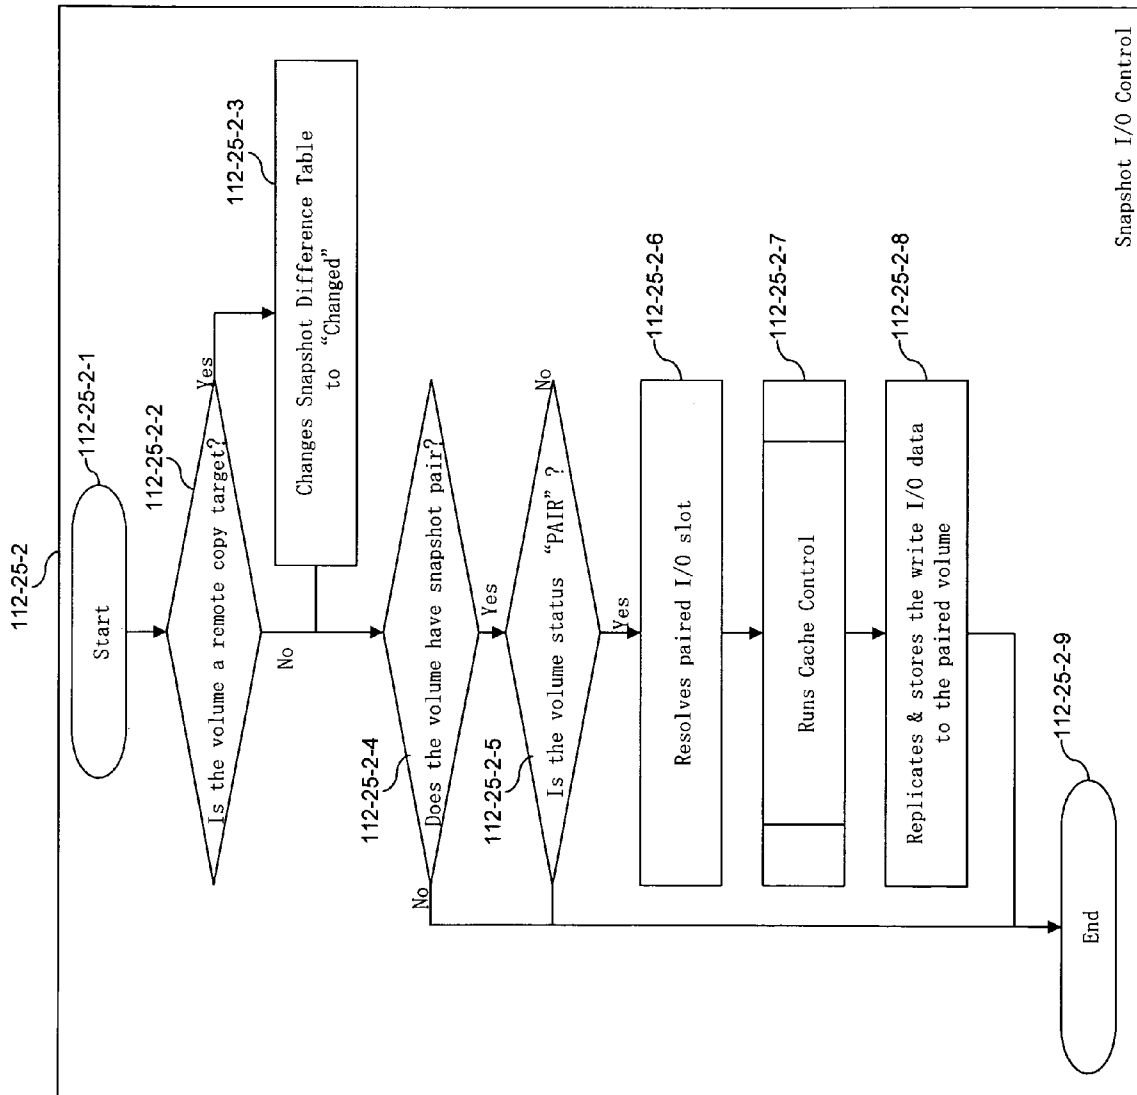 112-25-2
Start
112-25-2-1
Is the volume a remote copy target?
112-25-2-2
Yes
No
Changes Snapshot Difference Table
to “Changed”
112-25-2-3
Does the volume have snapshot pair?
112-25-2-4
No
Yes
Is the volume status “PAIR” ?
112-25-2-5
No
Yes
Resolves paired I/O slot
112-25-2-6
Runs Cache Control
112-25-2-7
Replicates & stores the write I/O data
to the paired volume
112-25-2-8
End
112-25-2-9
Snapshot I/O Control